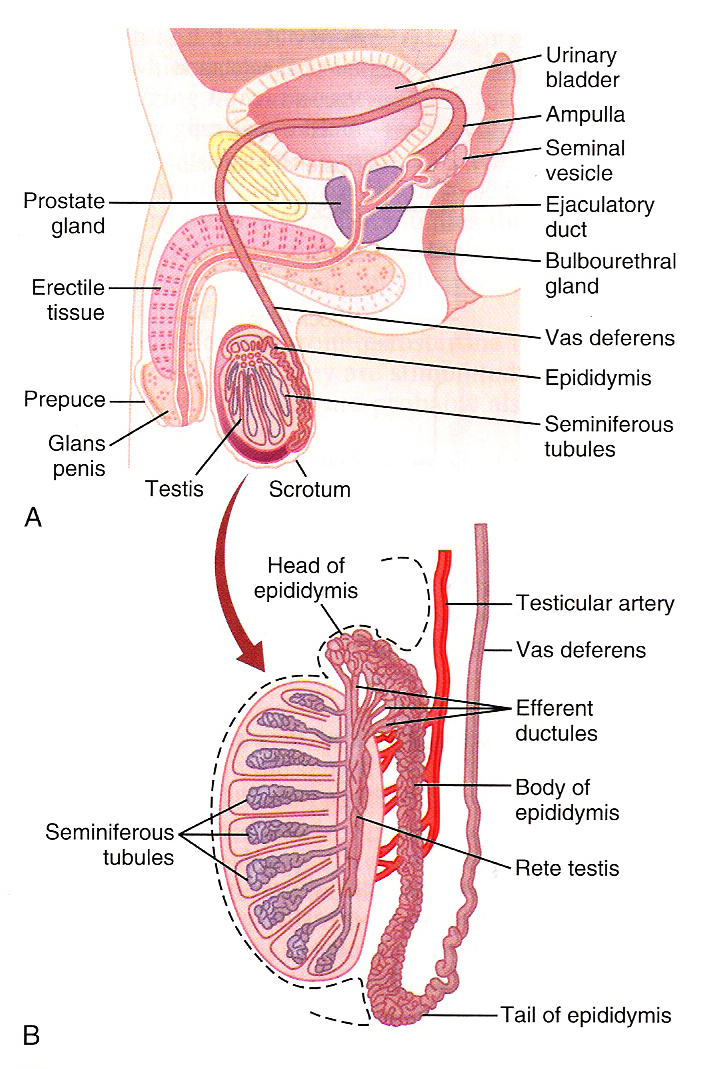 Urinary
bladder
Ampulla
Seminal
vesicle
Prostate
gland
Ejaculatory
duct
Bulbourethral
gland
Erectile
tissue
Vas deferens
Epididymis
Prepuce
Seminiferous
tubules
Glans
penis
Testis
Scrotum
A
Head of
epididymis
Testicular artery
Vas deferens
Efferent
ductules
Body of
epididymis
Seminiferous
tubules
Rete testis
Tail of epididymis
B